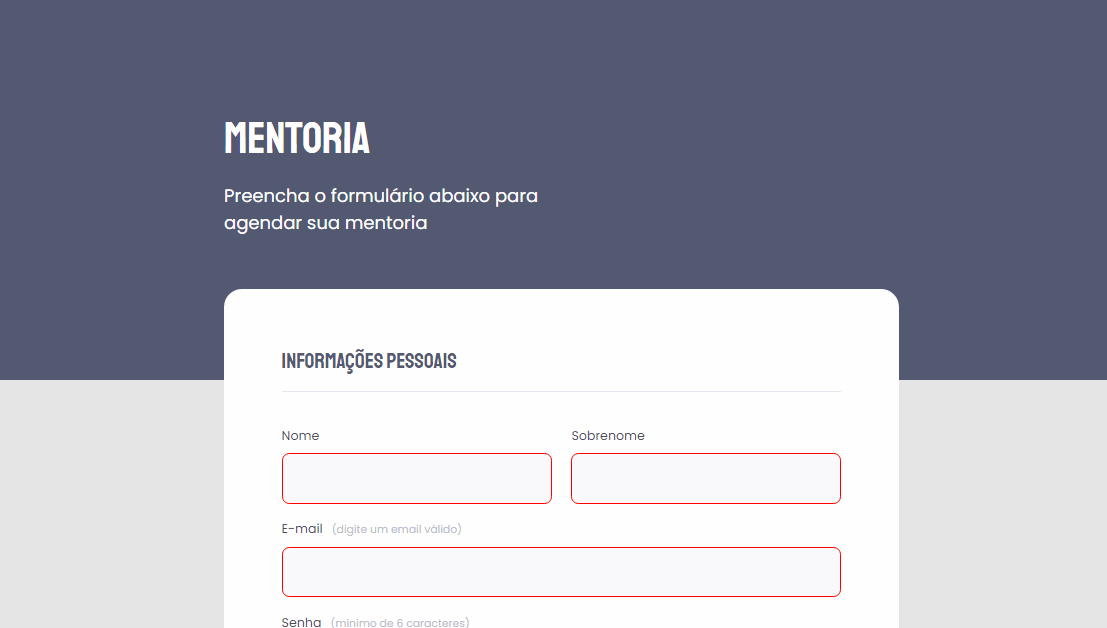 MENTORIA
Preencha o formulário abaixo para
agendar sua mentoria
INFORMAÇÕES PESSOAIS
Nome
Sobrenome
E-mail (digite um email válido)
Senha (minimo de 6 caracteres)